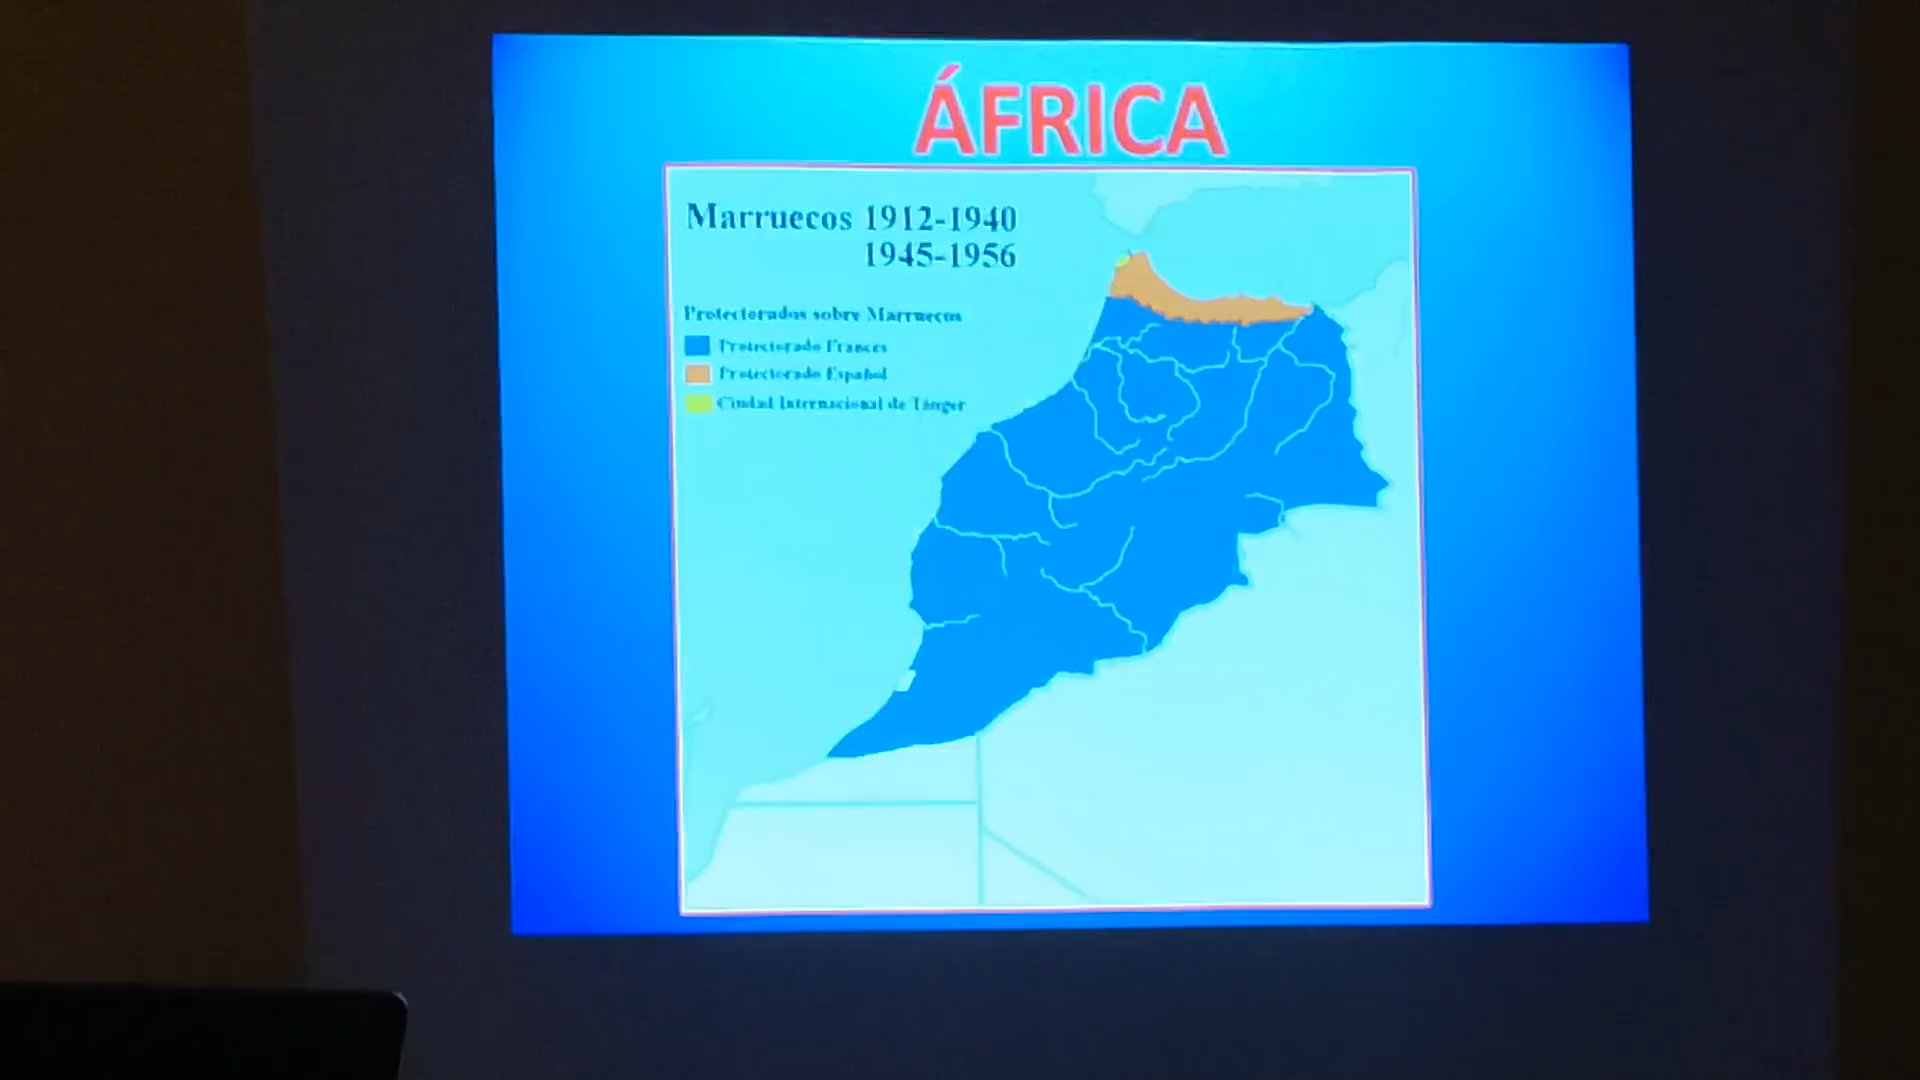 ÁFRICA
Marruecos 1912-1940
1945-1956
Protectorados sobre Marruecos
Protectorado Francés
Protectorado Español
Ciudad Internacional de Tánger